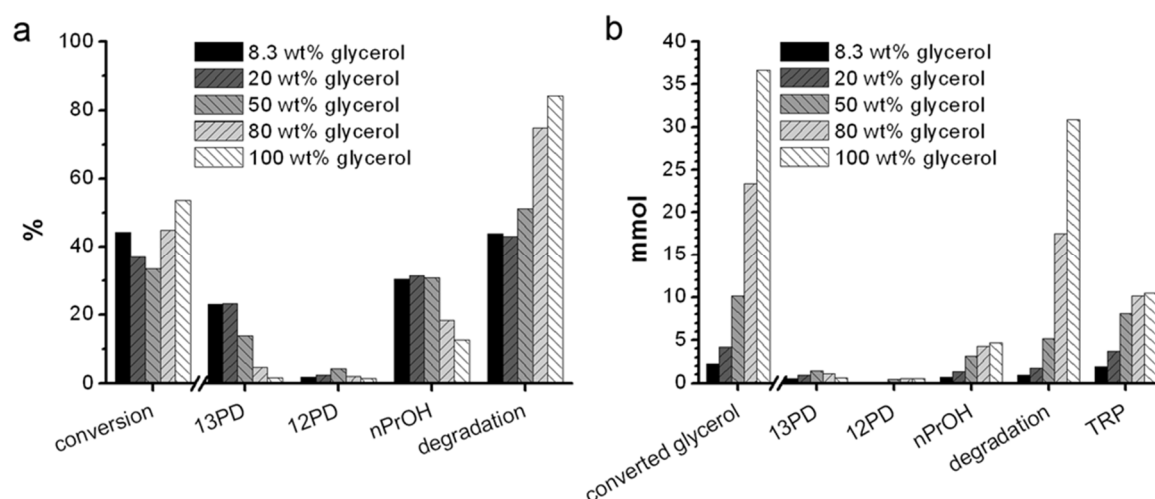 a
100
80
60
40
20
0
%
8.3 wt% glycerol
20 wt% glycerol
50 wt% glycerol
80 wt% glycerol
100 wt% glycerol
conversion
13PD
12PD
nPrOH
degradation
b
40
35
30
25
20
15
10
5
0
mmol
8.3 wt% glycerol
20 wt% glycerol
50 wt% glycerol
80 wt% glycerol
100 wt% glycerol
converted glycerol
13PD
12PD
nPrOH
degradation
TRP